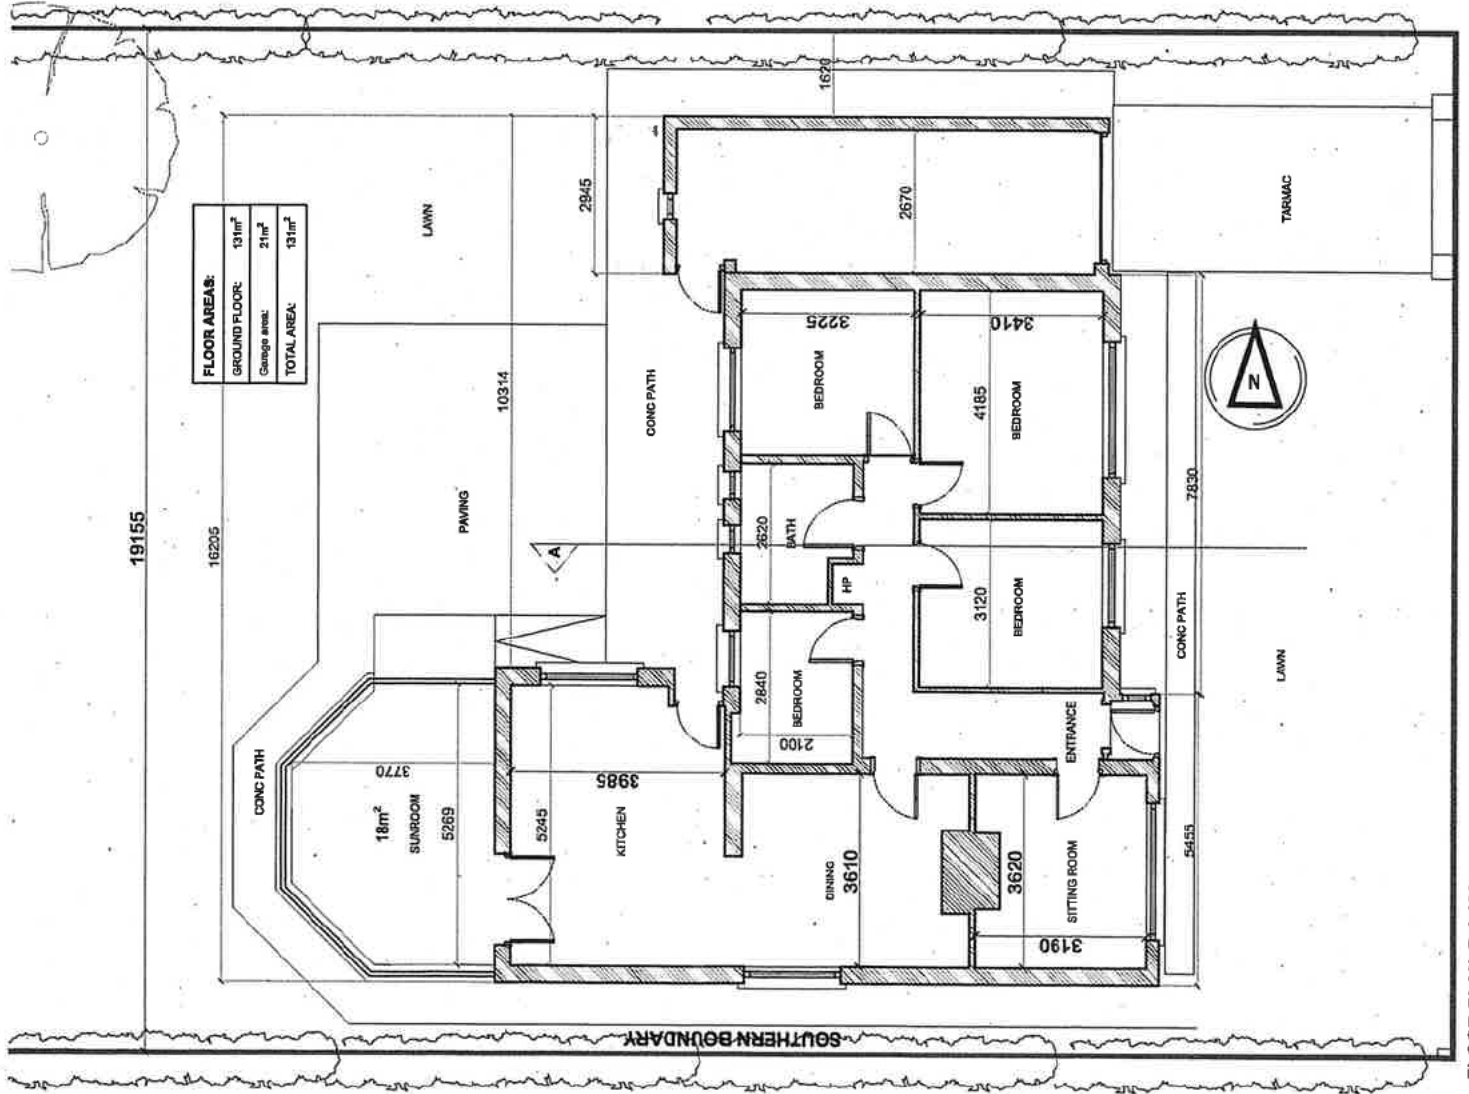 19155
16205
FLOOR AREAS:
GROUND FLOOR: 131m²
Garage area: 21m²
TOTAL AREA: 131m²
LAWN
10314
2945
1620
CONC PATH
PAVING
A
2670
TARMAC
3225
BEDROOM
3410
4185
BEDROOM
N
7830
2620
BATH
HP
3120
BEDROOM
CONC PATH
LAWN
2840
BEDROOM
2100
ENTRANCE
CONC PATH
3770
18m²
SUNROOM
5269
5245
3985
KITCHEN
DINING
3610
3620
SITTING ROOM
3190
5455
SOUTHERN BOUNDARY